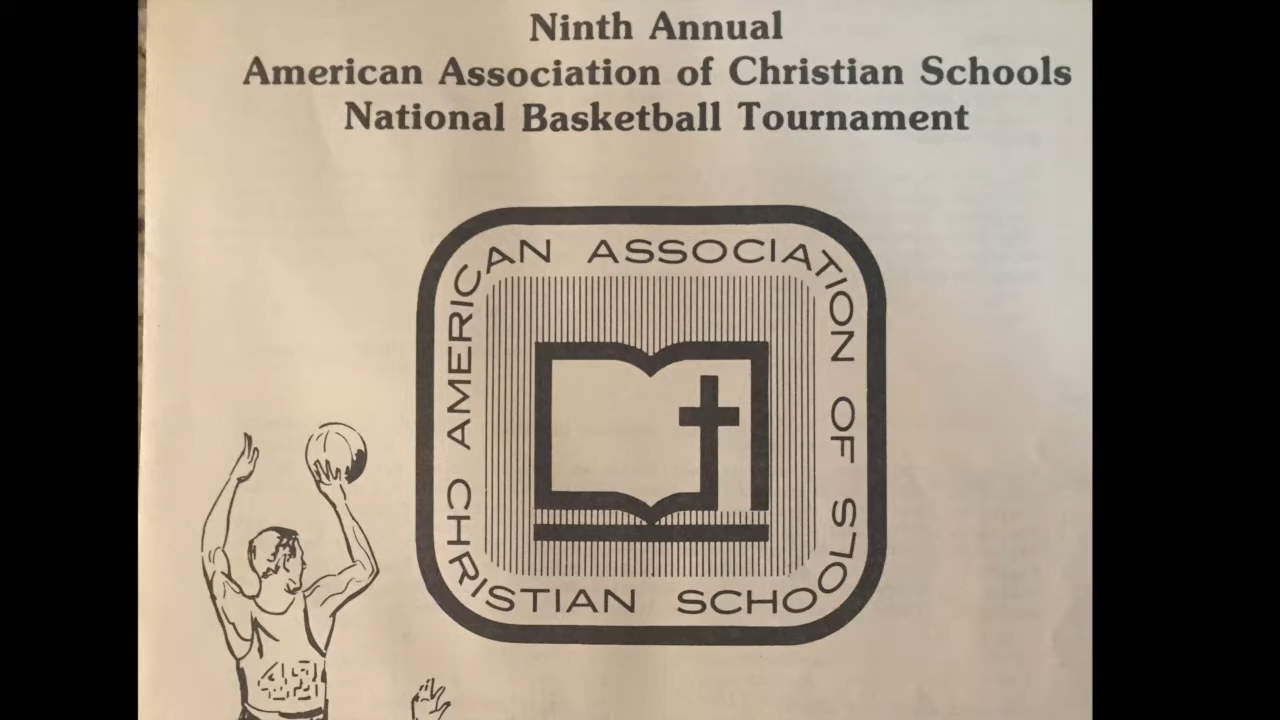 Ninth Annual
American Association of Christian Schools
National Basketball Tournament
AMERICAN ASSOCIATION OF
CHRISTIAN SCHOOLS